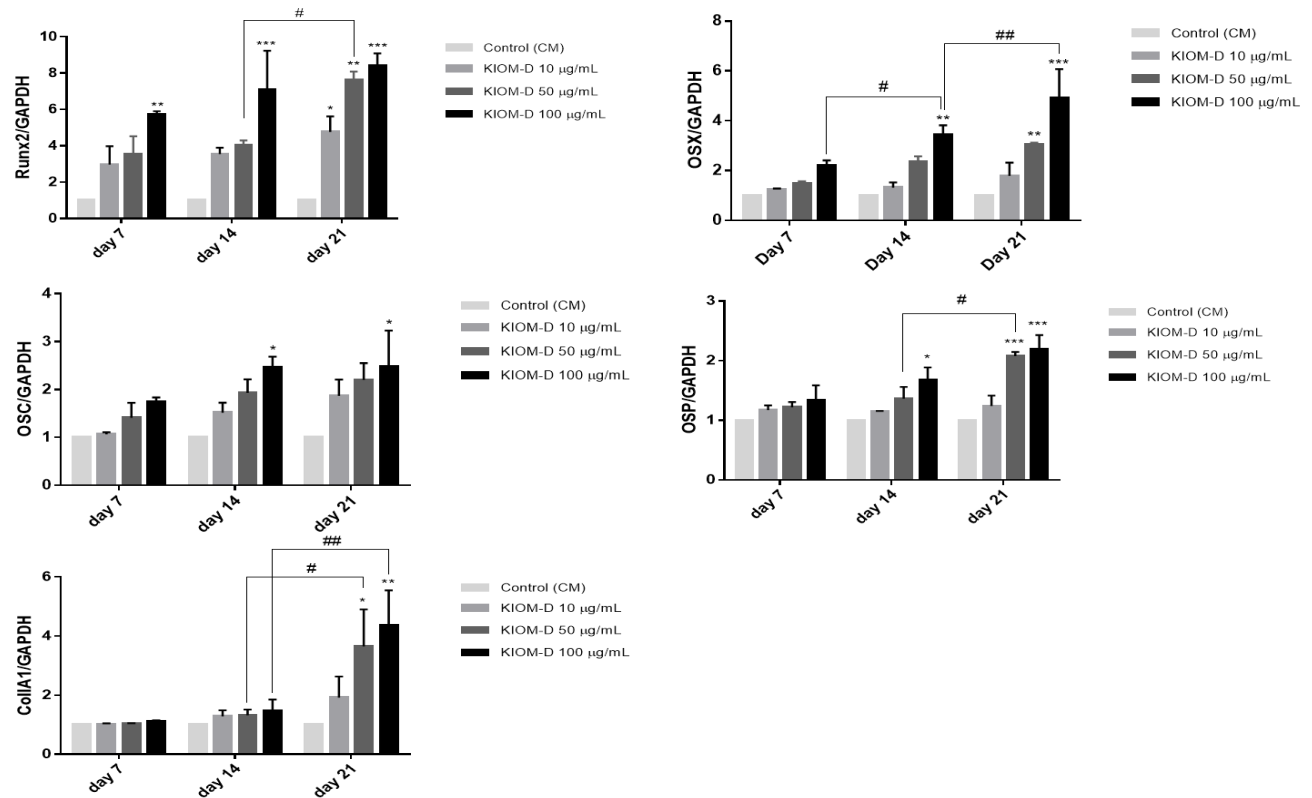 #
***
***
**
**
*
10
8
6
4
2
0
Runx2/GAPDH
day 7
day 14
day 21
Control (CM)
KIOM-D 10 μg/mL
KIOM-D 50 μg/mL
KIOM-D 100 μg/mL
##
#
***
**
**
8
6
4
2
0
OSX/GAPDH
Day 7
Day 14
Day 21
Control (CM)
KIOM-D 10 μg/mL
KIOM-D 50 μg/mL
KIOM-D 100 μg/mL
*
*
4
3
2
1
0
OSC/GAPDH
day 7
day 14
day 21
Control (CM)
KIOM-D 10 μg/mL
KIOM-D 50 μg/mL
KIOM-D 100 μg/mL
#
***
***
*
3
2
1
0
OSP/GAPDH
day 7
day 14
day 21
Control (CM)
KIOM-D 10 μg/mL
KIOM-D 50 μg/mL
KIOM-D 100 μg/mL
##
#
**
*
6
4
2
0
ColIA1/GAPDH
day 7
day 14
day 21
Control (CM)
KIOM-D 10 μg/mL
KIOM-D 50 μg/mL
KIOM-D 100 μg/mL